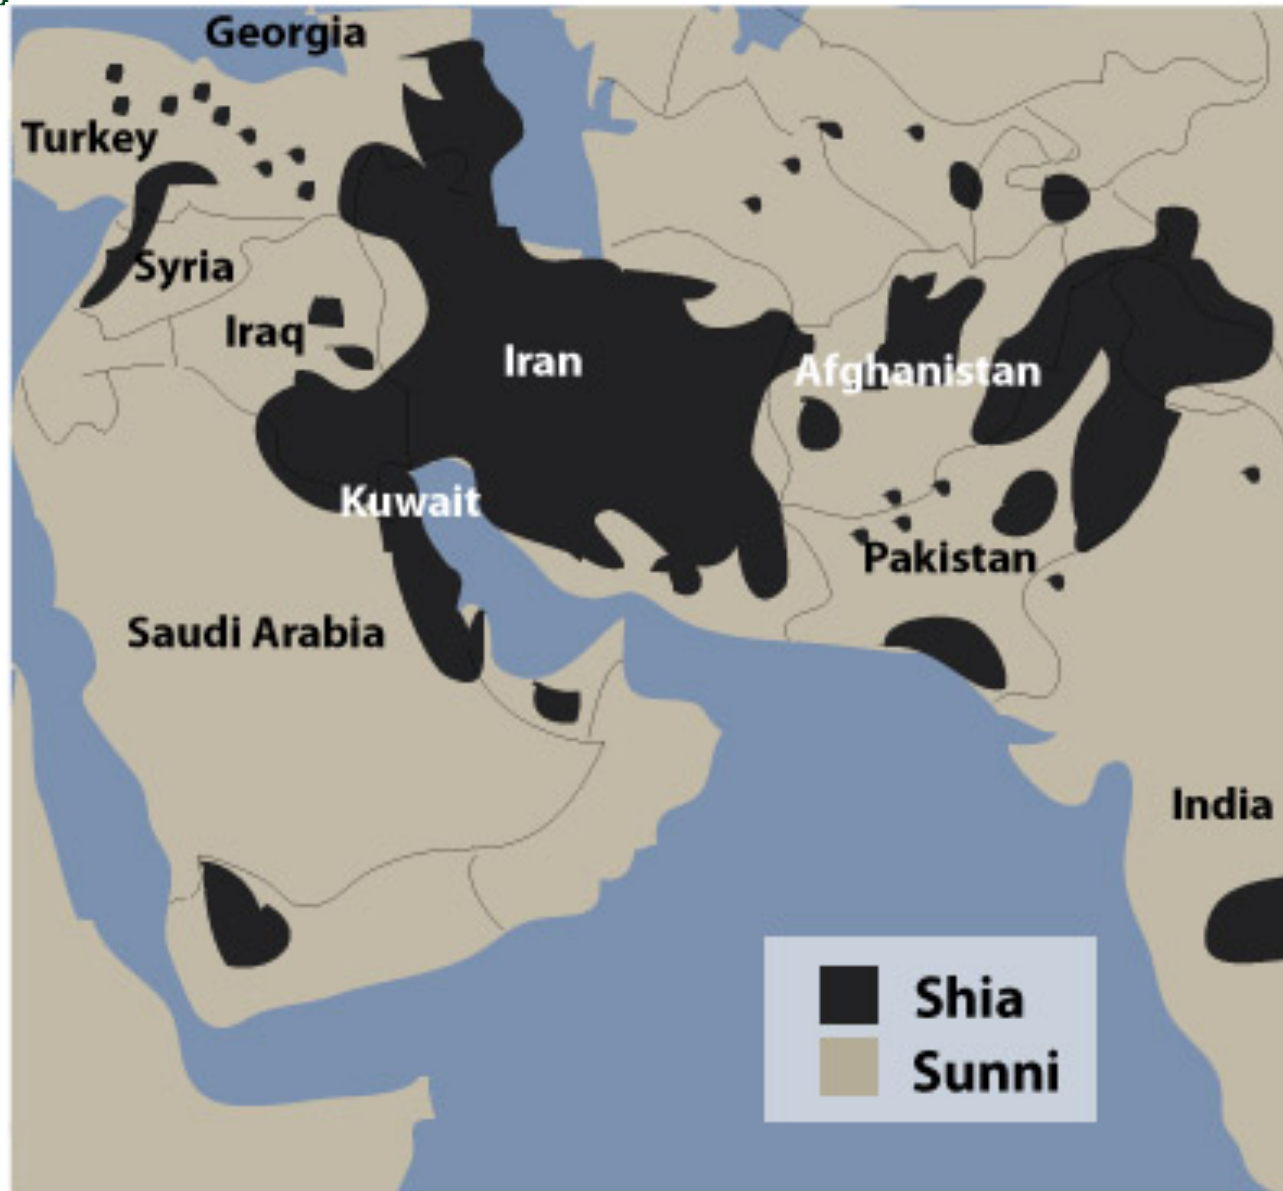 Georgia
Turkey
Syria
Iraq
Iran
Afghanistan
Kuwait
Pakistan
Saudi Arabia
India
Shia
Sunni